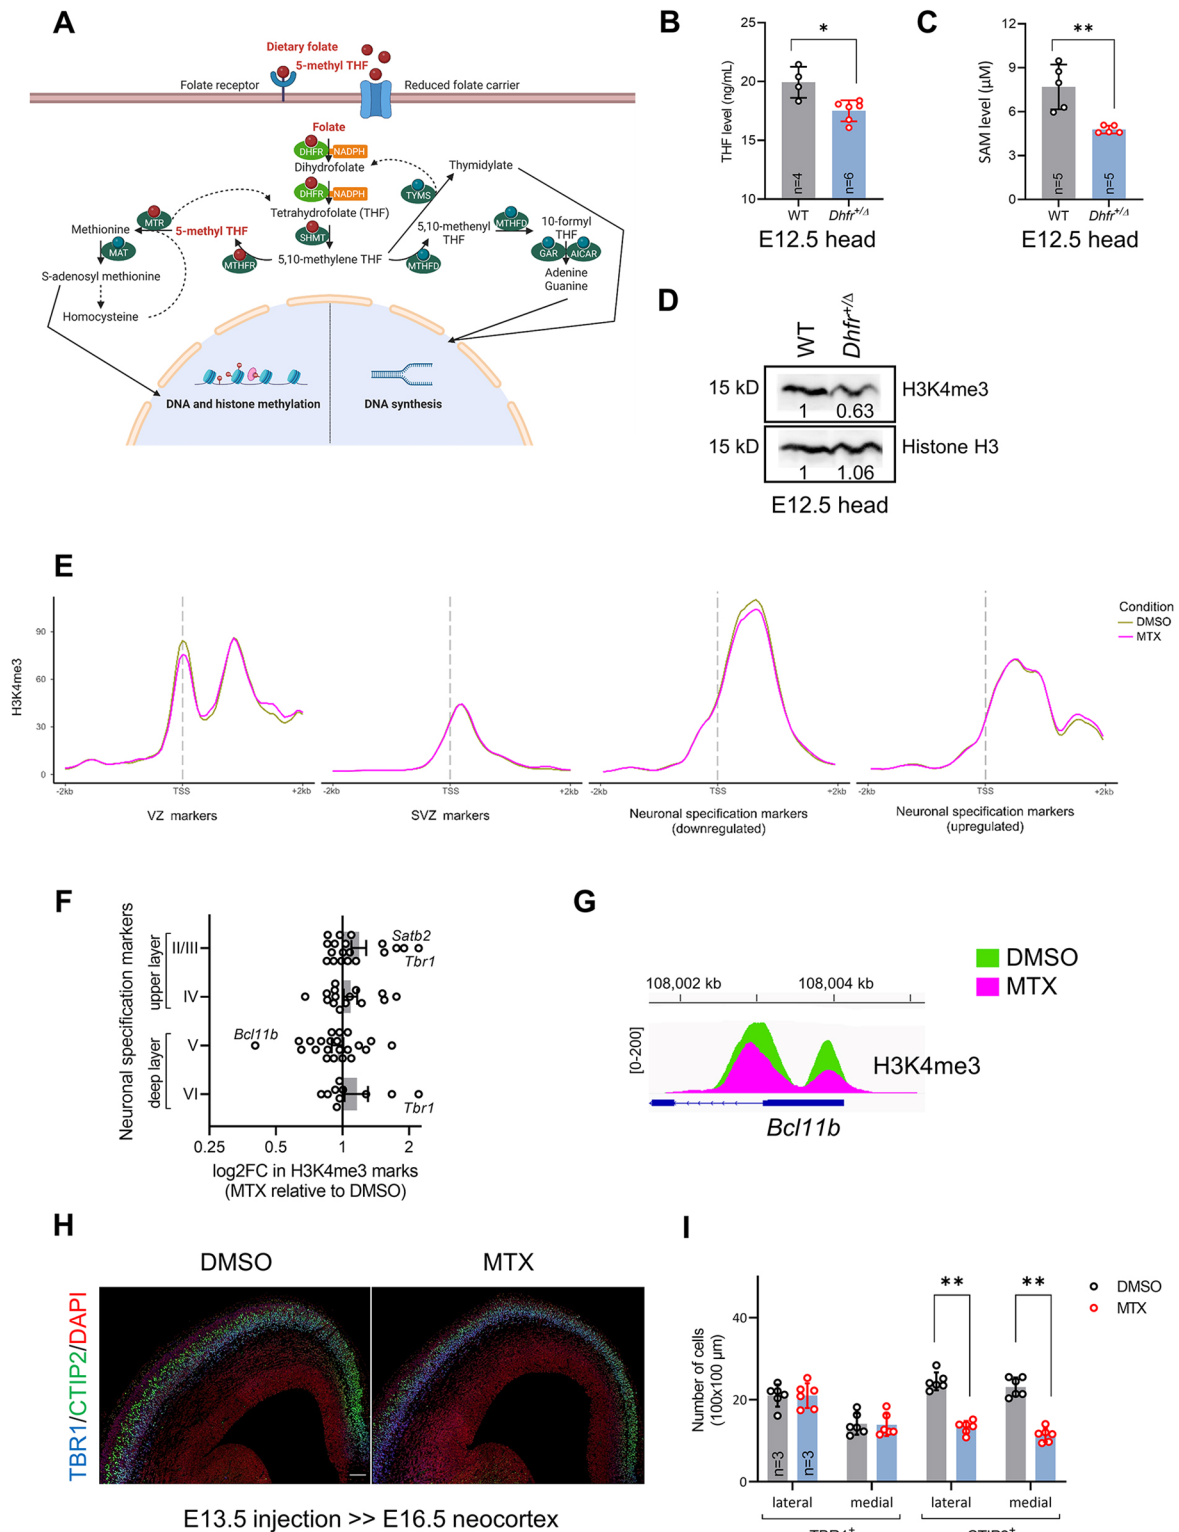 A
Dietary folate
5-methyl THF
Folate receptor
Reduced folate carrier
Folate
DHFR
NADPH
Dihydrofolate
DHFR
NADPH
Tetrahydrofolate (THF)
SHMT
5,10-methylene THF
TYMS
Thymidylate
MTR
Methionine
5-methyl THF
MAT
MTHFR
S-adenosyl methionine
Homocysteine
5,10-methenyl
THF
MTHFD
MTHFD
10-formyl
THF
GAR
AICAR
Adenine
Guanine
DNA and histone methylation
DNA synthesis
B
THF level (ng/mL)
25
20
15
10
*
n=4
n=6
WT
Dhfr+/Δ
E12.5 head
C
SAM level (μM)
12
9
6
3
0
**
n=5
n=5
WT
Dhfr+/Δ
E12.5 head
D
WT
Dhfr+/Δ
15 kD
H3K4me3
1
0.63
15 kD
Histone H3
1
1.06
E12.5 head
E
H3K4me3
90
60
30
0
-2kb
TSS
+2kb
VZ markers
-2kb
TSS
+2kb
SVZ markers
-2kb
TSS
+2kb
Neuronal specification markers
(downregulated)
-2kb
TSS
+2kb
Neuronal specification markers
(upregulated)
Condition
DMSO
MTX
F
Neuronal specification markers
upper layer
deep layer
II/III
IV
V
VI
Satb2
Tbr1
Bcl11b
Tbr1
0.25
0.5
1
2
log2FC in H3K4me3 marks
(MTX relative to DMSO)
G
DMSO
MTX
108,002 kb
108,004 kb
[0-200]
H3K4me3
Bcl11b
H
DMSO
MTX
TBR1/CTIP2/DAPI
E13.5 injection >> E16.5 neocortex
I
Number of cells
(100x100 μm)
40
20
0
**
**
DMSO
MTX
n=3
n=3
lateral
medial
lateral
medial
TBR1+
CTIP2+